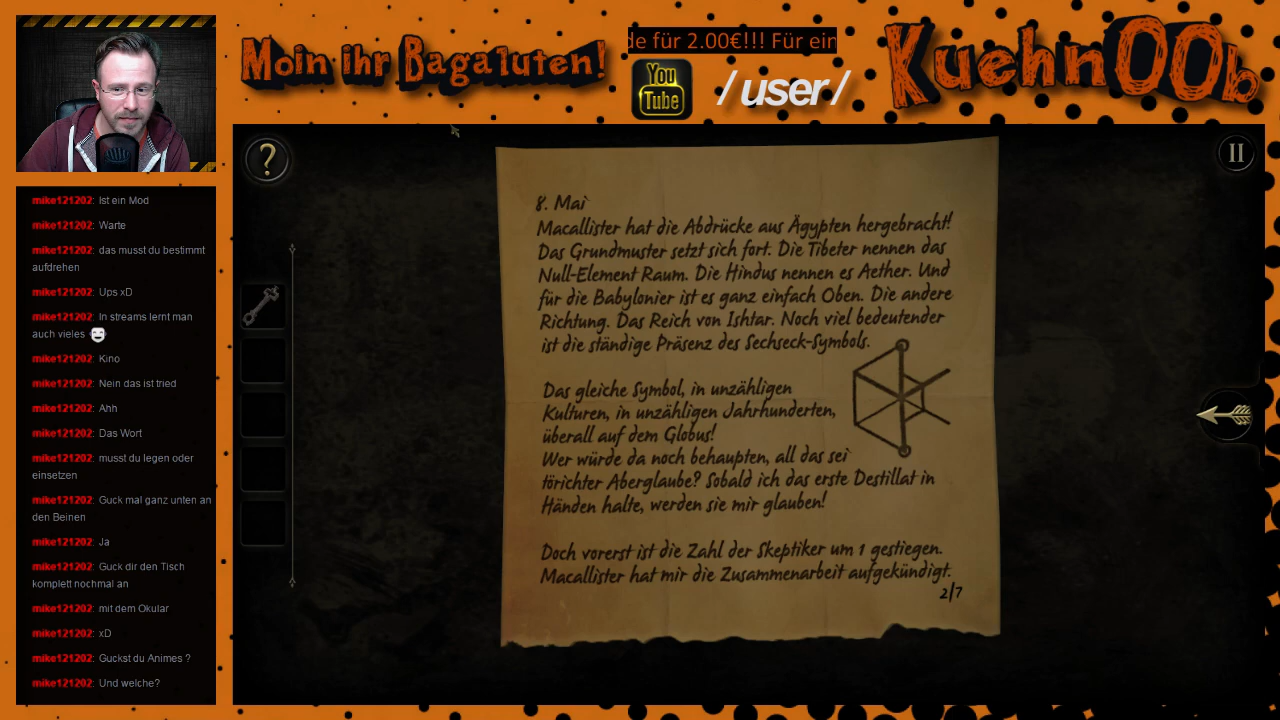 Moin ihr Bagaluten!
de für 2.00€!!! Für ein
You
Tube
/user/
KuehnOOb
mike121202: Ist ein Mod
mike121202: Warte
mike121202: das musst du bestimmt
aufdrehen
mike121202: Ups xD
mike121202: In streams lernt man
auch vieles
mike121202: Kino
mike121202: Nein das ist tried
mike121202: Ahh
mike121202: Das Wort
mike121202: musst du legen oder
einsetzen
mike121202: Guck mal ganz unten an
den Beinen
mike121202: Ja
mike121202: Guck dir den Tisch
komplett nochmal an
mike121202: mit dem Okular
mike121202: xD
mike121202: Guckst du Animes ?
mike121202: Und welche?
?
8. Mai
Macallister hat die Abdrücke aus Ägypten hergebracht!
Das Grundmuster setzt sich fort. Die Tibeter nennen das
Null-Element Raum. Die Hindus nennen es Aether. Und
für die Babylonier ist es ganz einfach Oben. Die andere
Richtung. Das Reich von Ishtar. Noch viel bedeutender
ist die ständige Präsenz des Sechseck-Symbols.
Das gleiche Symbol, in unzähligen
Kulturen, in unzähligen Jahrhunderten,
überall auf dem Globus!
Wer würde da noch behaupten, all das sei
törichter Aberglaube? Sobald ich das erste Destillat in
Händen halte, werden sie mir glauben!
Doch vorerst ist die Zahl der Skeptiker um 1 gestiegen.
Macallister hat mir die Zusammenarbeit aufgekündigt.
2/7